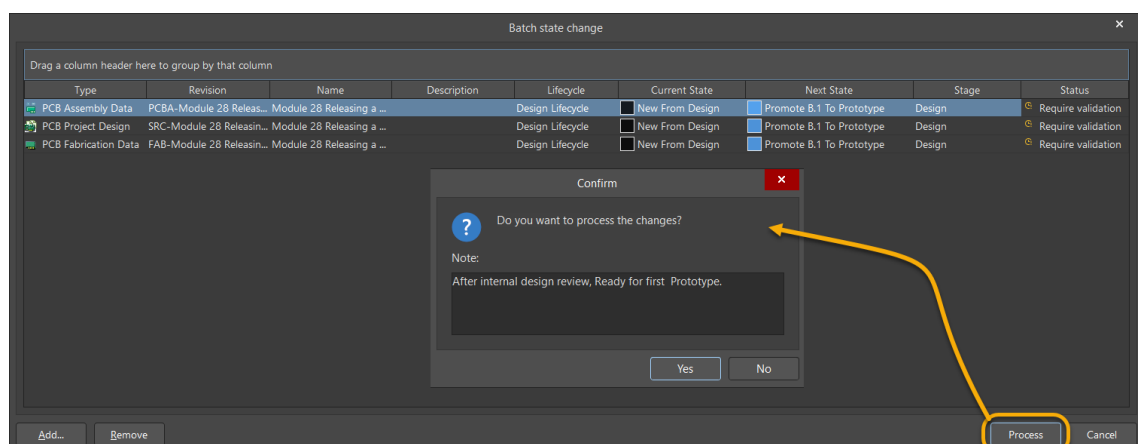 Batch state change
Drag a column header here to group by that column
Type Revision Name Description Lifecycle Current State Next State Stage Status
PCB Assembly Data PCBA-Module 28 Releas... Module 28 Releasing a ... Design Lifecycle New From Design Promote B.1 To Prototype Design Require validation
PCB Project Design SRC-Module 28 Releasin... Module 28 Releasing a ... Design Lifecycle New From Design Promote B.1 To Prototype Design Require validation
PCB Fabrication Data FAB-Module 28 Releasin... Module 28 Releasing a ... Design Lifecycle New From Design Promote B.1 To Prototype Design Require validation
Confirm
Do you want to process the changes?
Note:
After internal design review, Ready for first Prototype.
Yes No
Add... Remove Process Cancel